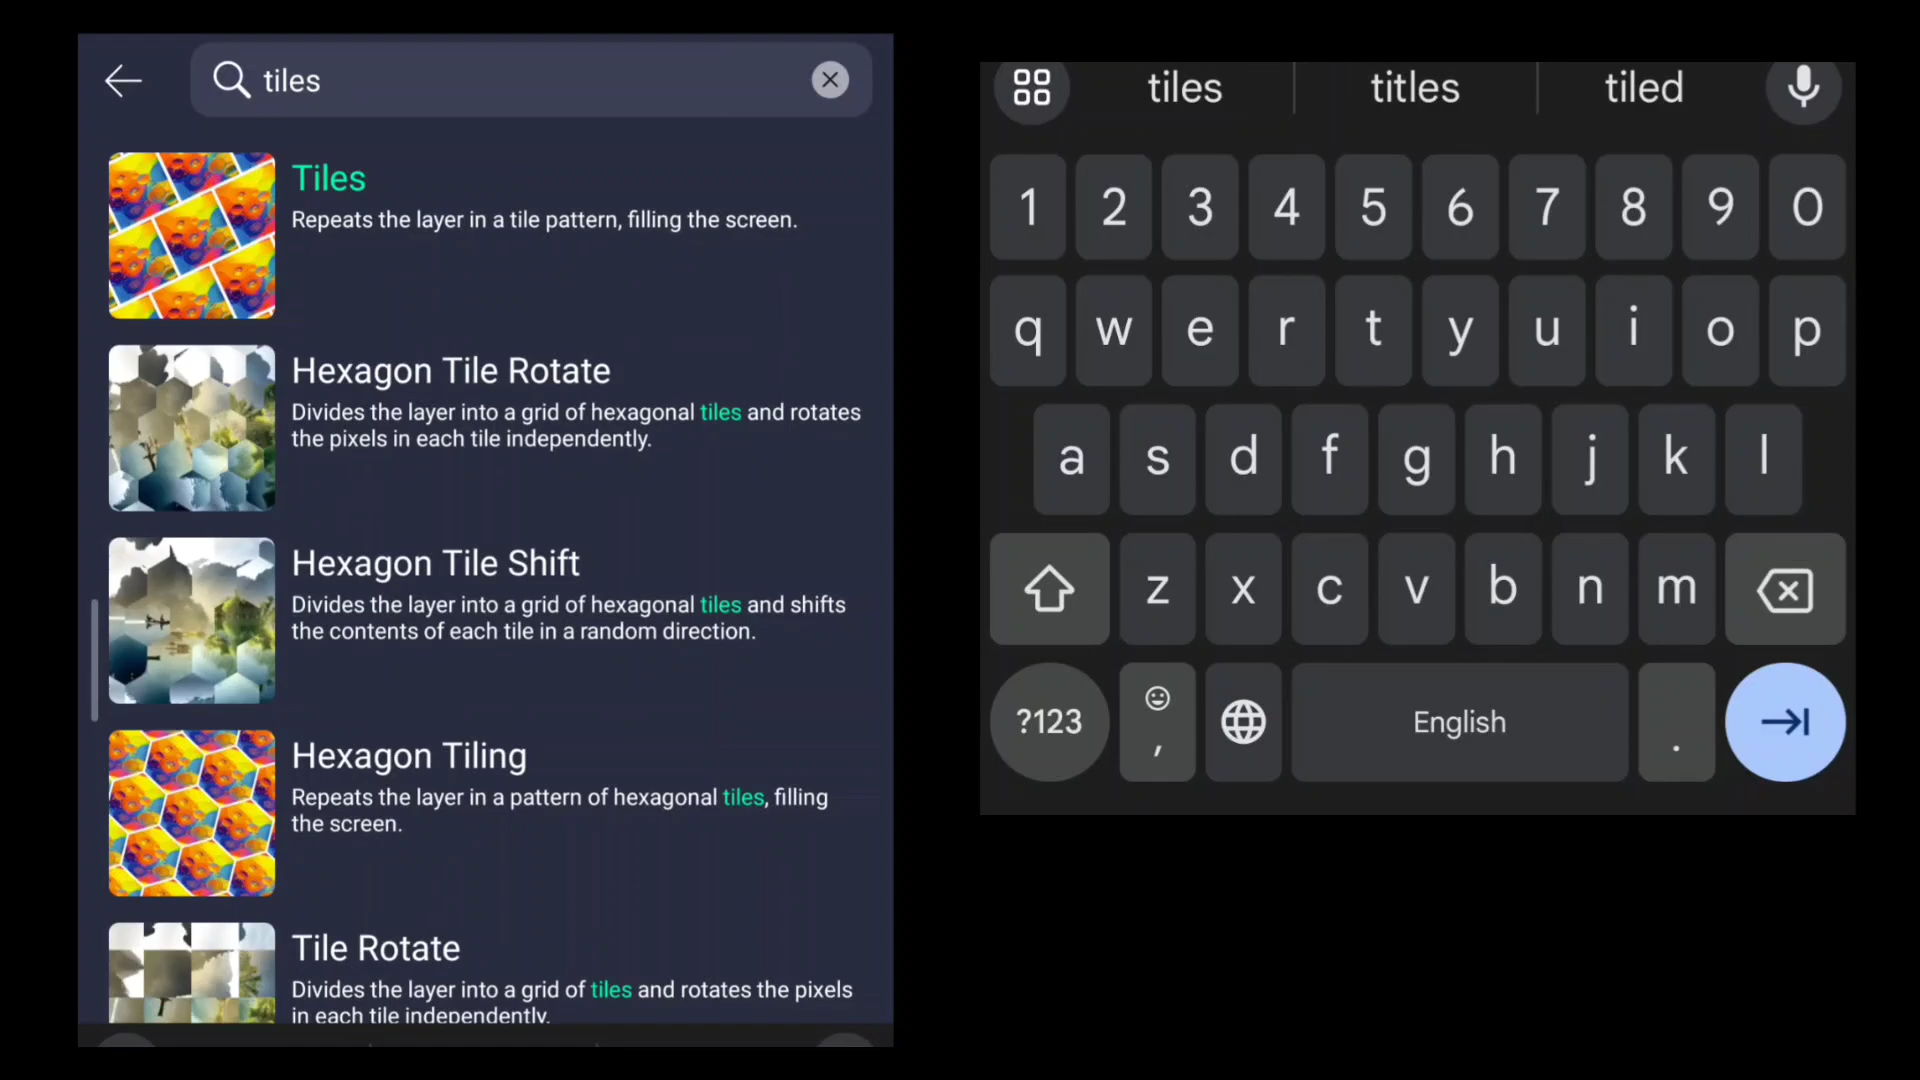 tiles
Tiles
Repeats the layer in a tile pattern, filling the screen.
Hexagon Tile Rotate
Divides the layer into a grid of hexagonal tiles and rotates
the pixels in each tile independently.
Hexagon Tile Shift
Divides the layer into a grid of hexagonal tiles and shifts
the contents of each tile in a random direction.
Hexagon Tiling
Repeats the layer in a pattern of hexagonal tiles, filling
the screen.
Tile Rotate
Divides the layer into a grid of tiles and rotates the pixels
in each tile independently.
tiles titles tiled
1 2 3 4 5 6 7 8 9 0
q w e r t y u i o p
a s d f g h j k l
z x c v b n m
?123 , English .